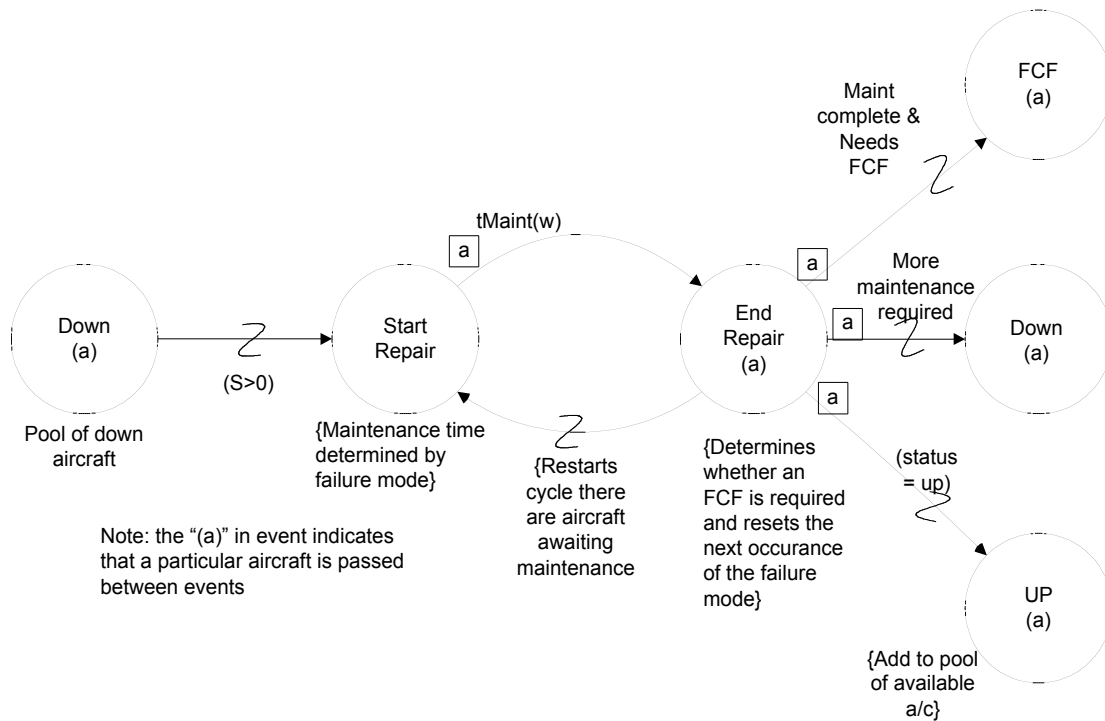 FCF
(a)
Maint
complete &
Needs
FCF
tMaint(w)
a
a
More
maintenance
required
Down
(a)
(S>0)
Start
Repair
End
Repair
(a)
a
Down
(a)
a
Pool of down
aircraft
{Maintenance time
determined by
failure mode}
{Restarts
cycle there
are aircraft
awaiting
maintenance
{Determines
whether an
FCF is required
and resets the
next occurance
of the failure
mode}
(status
= up)
Note: the “(a)” in event indicates
that a particular aircraft is passed
between events
UP
(a)
{Add to pool
of available
a/c}